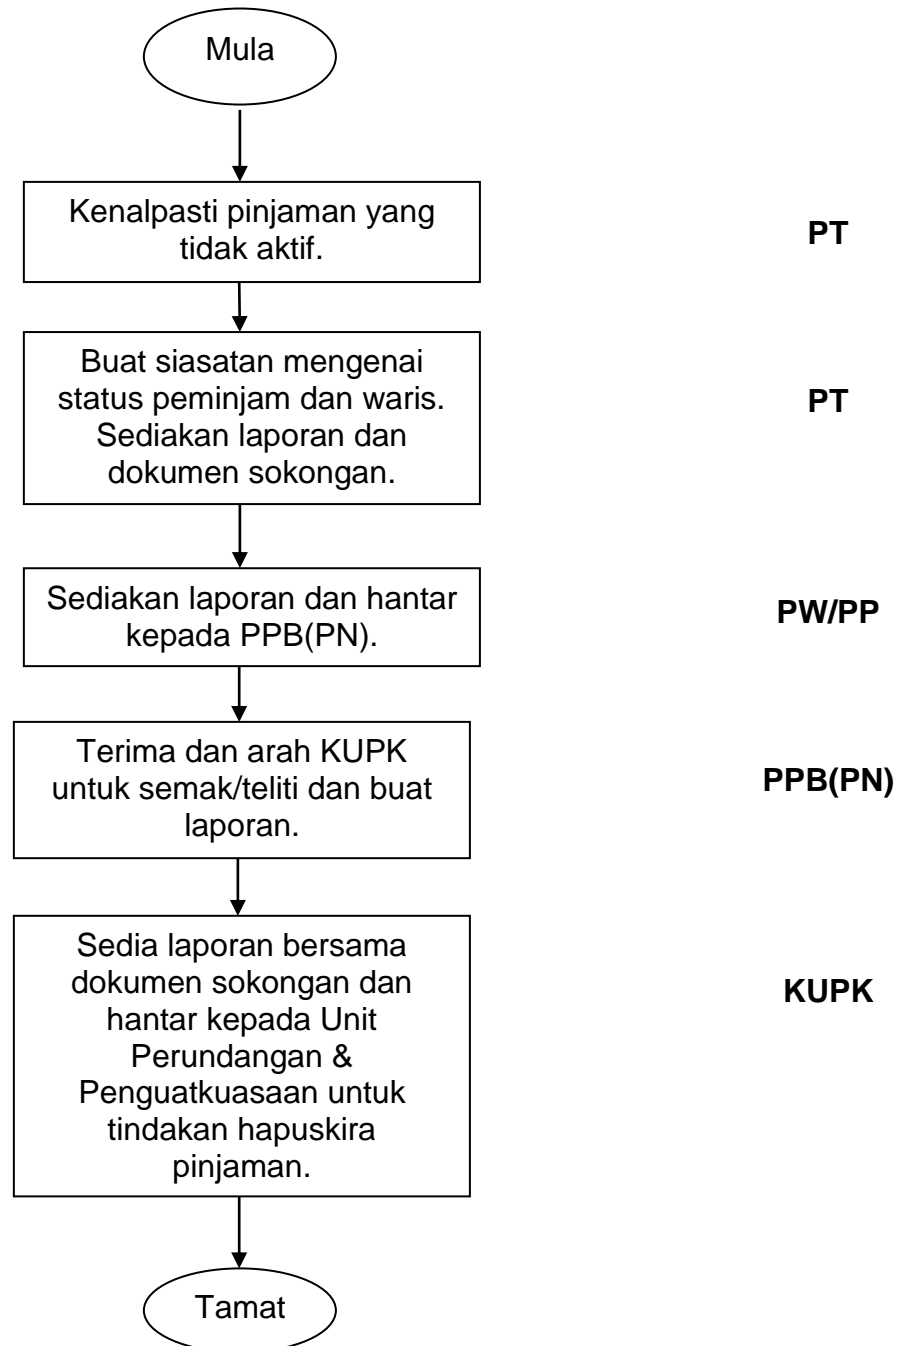 Mula
Kenalpasti pinjaman yang
tidak aktif.
PT
Buat siasatan mengenai
status peminjam dan waris.
Sediakan laporan dan
dokumen sokongan.
PT
Sediakan laporan dan hantar
kepada PPB(PN).
PW/PP
Terima dan arah KUPK
untuk semak/teliti dan buat
laporan.
PPB(PN)
Sedia laporan bersama
dokumen sokongan dan
hantar kepada Unit
Perundangan &
Penguatkuasaan untuk
tindakan hapuskira
pinjaman.
KUPK
Tamat